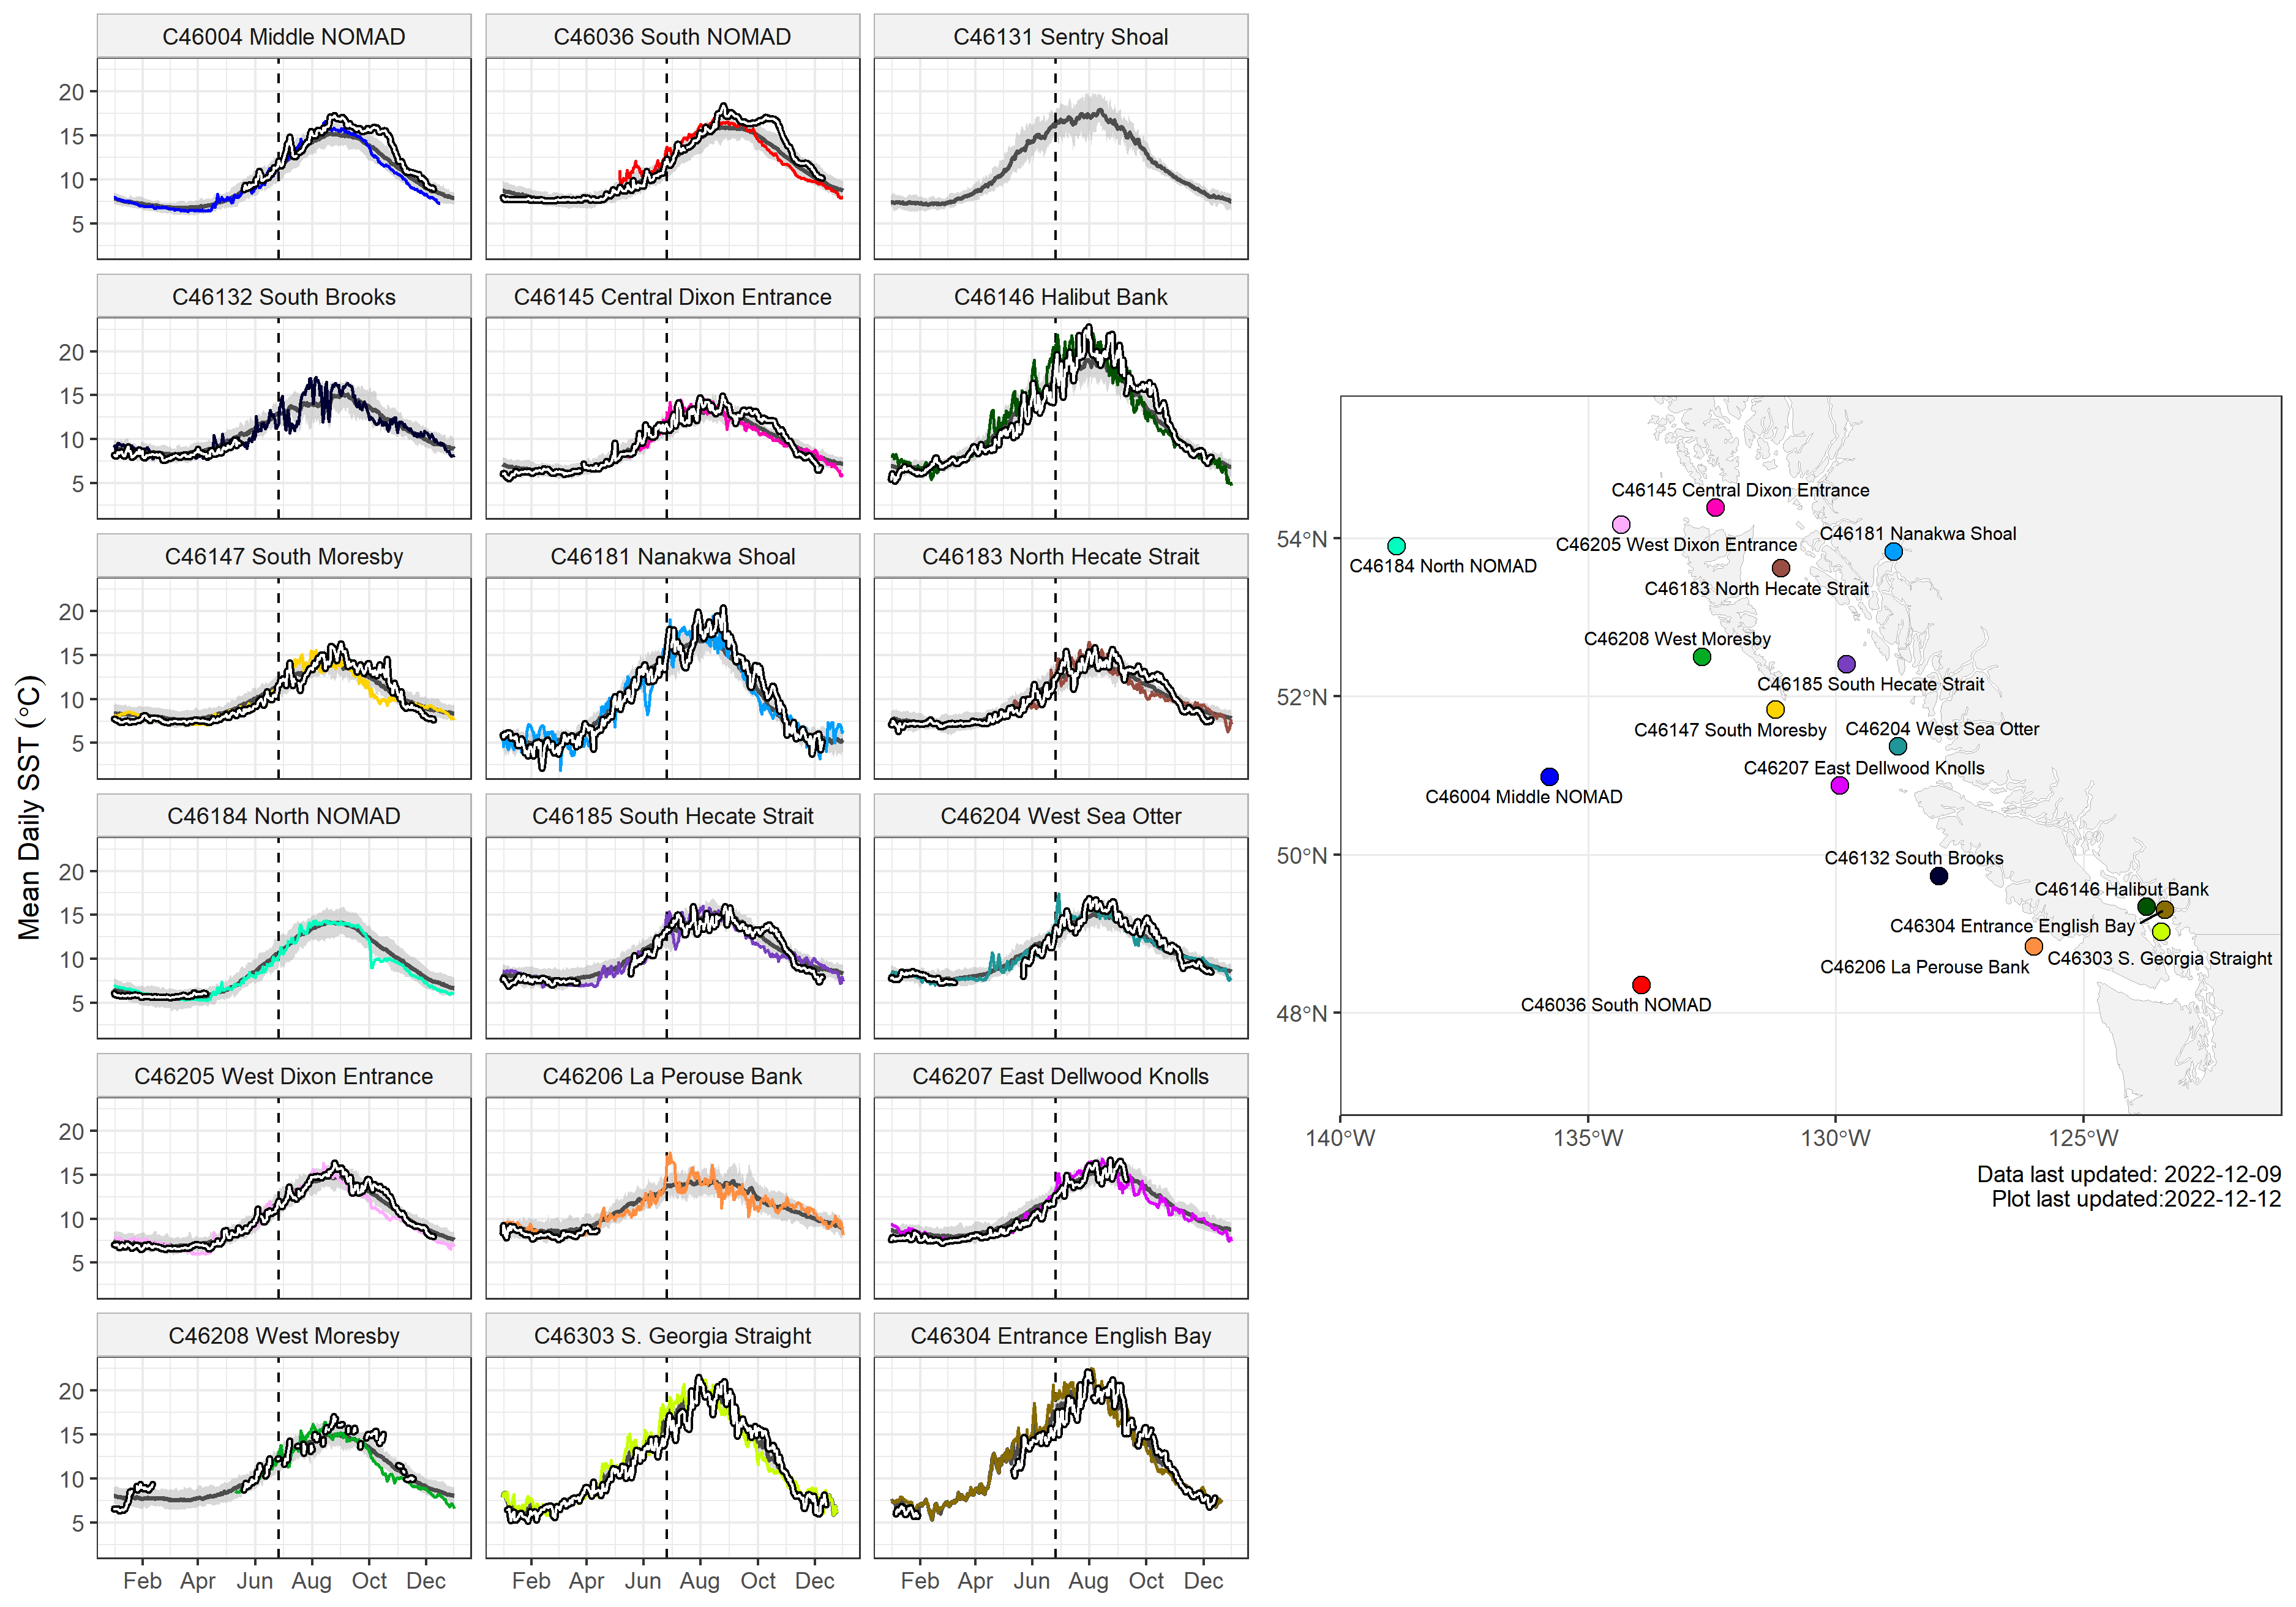 C46004 Middle NOMAD
C46036 South NOMAD
C46131 Sentry Shoal
20
15
10
5
C46132 South Brooks
C46145 Central Dixon Entrance
C46146 Halibut Bank
20
15
10
5
C46147 South Moresby
C46181 Nanakwa Shoal
C46183 North Hecate Strait
20
15
10
5
C46184 North NOMAD
C46185 South Hecate Strait
C46204 West Sea Otter
20
15
10
5
C46205 West Dixon Entrance
C46206 La Perouse Bank
C46207 East Dellwood Knolls
20
15
10
5
C46208 West Moresby
C46303 S. Georgia Straight
C46304 Entrance English Bay
20
15
10
5
Feb Apr Jun Aug Oct Dec
Feb Apr Jun Aug Oct Dec
Feb Apr Jun Aug Oct Dec
Mean Daily SST (°C)
C46145 Central Dixon Entrance
C46181 Nanakwa Shoal
C46205 West Dixon Entrance
C46184 North NOMAD
C46183 North Hecate Strait
C46208 West Moresby
C46185 South Hecate Strait
C46147 South Moresby
C46204 West Sea Otter
C46207 East Dellwood Knolls
C46004 Middle NOMAD
C46132 South Brooks
C46146 Halibut Bank
C46304 Entrance English Bay
C46303 S. Georgia Straight
C46206 La Perouse Bank
C46036 South NOMAD
54°N
52°N
50°N
48°N
140°W 135°W 130°W 125°W
Data last updated: 2022-12-09
Plot last updated:2022-12-12